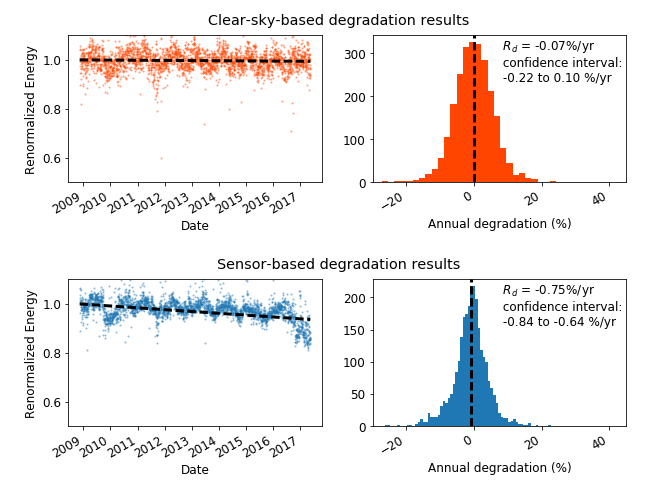 Clear-sky-based degradation results
Renormalized Energy
1.0
0.8
0.6
2009 2010 2011 2012 2013 2014 2015 2016 2017
Date
300
200
100
0
R_d = -0.07%/yr
confidence interval:
-0.22 to 0.10 %/yr
−20 0 20 40
Annual degradation (%)
Sensor-based degradation results
Renormalized Energy
1.0
0.8
0.6
2009 2010 2011 2012 2013 2014 2015 2016 2017
Date
200
150
100
50
0
R_d = -0.75%/yr
confidence interval:
-0.84 to -0.64 %/yr
−20 0 20 40
Annual degradation (%)